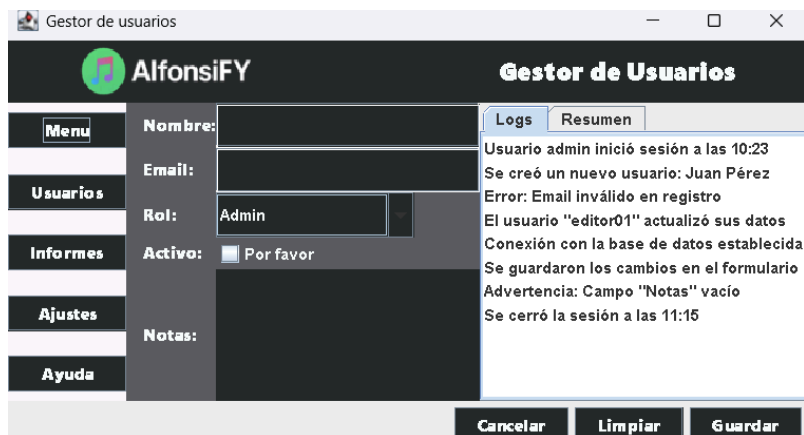 Gestor de usuarios
AlfonsiFY
Gestor de Usuarios
Menu
Usuarios
Informes
Ajustes
Ayuda
Nombre:
Email:
Rol:
Admin
Activo:
Por favor
Notas:
Logs
Resumen
Usuario admin inició sesión a las 10:23
Se creó un nuevo usuario: Juan Pérez
Error: Email inválido en registro
El usuario "editor01" actualizó sus datos
Conexión con la base de datos establecida
Se guardaron los cambios en el formulario
Advertencia: Campo "Notas" vacío
Se cerró la sesión a las 11:15
Cancelar
Limpiar
Guardar